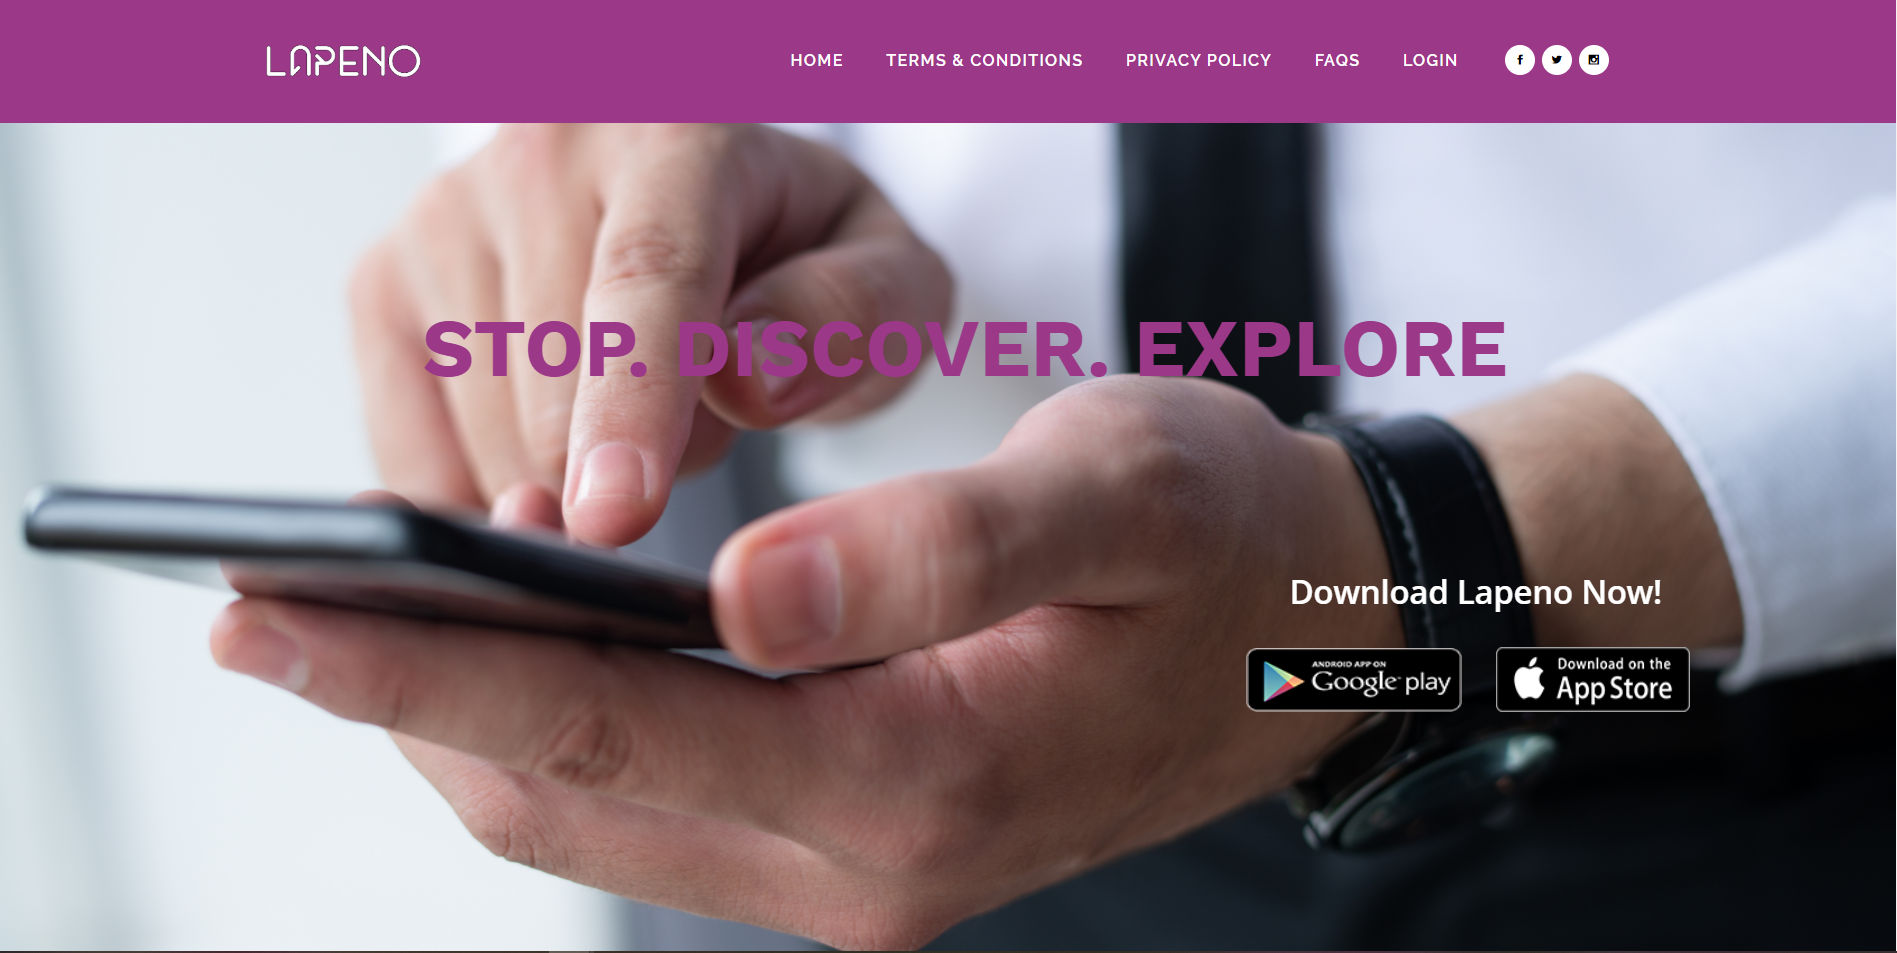 LAPENO
HOME TERMS & CONDITIONS PRIVACY POLICY FAQS LOGIN
STOP. DISCOVER. EXPLORE
Download Lapeno Now!
ANDROID APP ON
Google play
Download on the
App Store